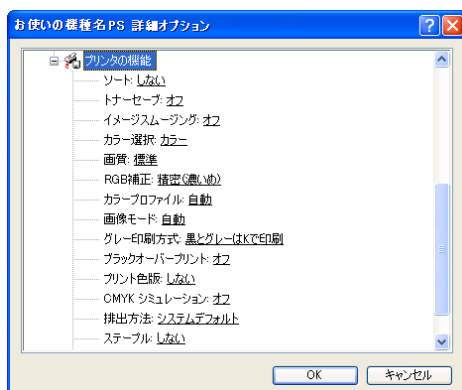 お使いの機種名PS 詳細オプション
プリンタの機能
ソート: しない
トナーセーブ: オフ
イメージスムージング: オフ
カラー選択: カラー
画質: 標準
RGB補正: 精密(濃いめ)
カラープロファイル: 自動
画像モード: 自動
グレー印刷方式: 黒とグレーはKで印刷
ブラックオーバープリント: オフ
プリント色版: しない
CMYK シミュレーション: オフ
排出方法: システムデフォルト
ステープル: しない
OK
キャンセル